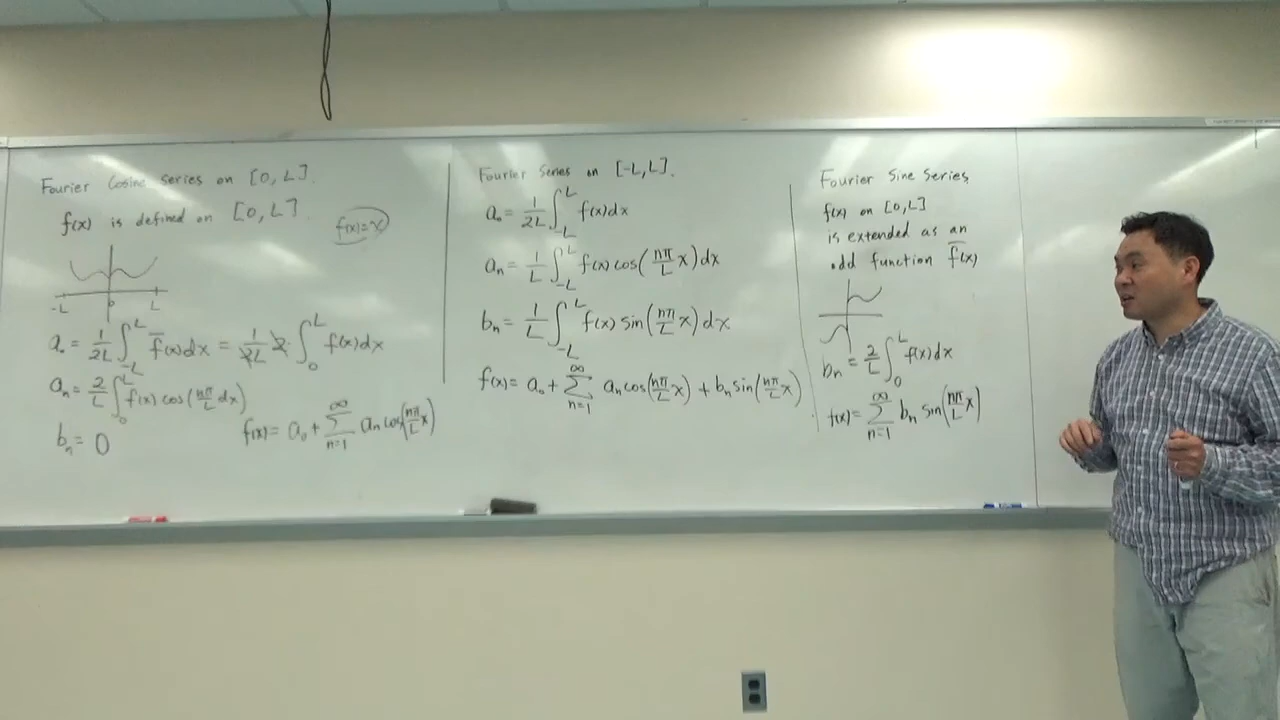 Fourier Cosine Series on [0, L].
f(x) is defined on [0, L]
f(x)=x
-L 0 L
a₀ = 1/2L ∫_{-L}^{L} f̅(x)dx = 1/2L 2· ∫_0^L f(x)dx
aₙ = 2/L ∫_0^L f(x) cos(nπ/L dx)
bₙ = 0
f(x) = a₀ + ∑_{n=1}^∞ aₙ cos(nπ/L x)
Fourier Series on [-L, L].
a₀ = 1/2L ∫_{-L}^{L} f(x)dx
aₙ = 1/L ∫_{-L}^{L} f(x) cos(nπ/L x)dx
bₙ = 1/L ∫_{-L}^{L} f(x) sin(nπ/L x)dx.
f(x) = a₀ + ∑_{n=1}^∞ aₙ cos(nπ/L x) + bₙ sin(nπ/L x)
Fourier Sine Series
f(x) on [0, L]
is extended as an
odd function f̅(x)
bₙ = 2/L ∫_0^L f(x)dx
f(x) = ∑_{n=1}^∞ bₙ sin(nπ/L x)